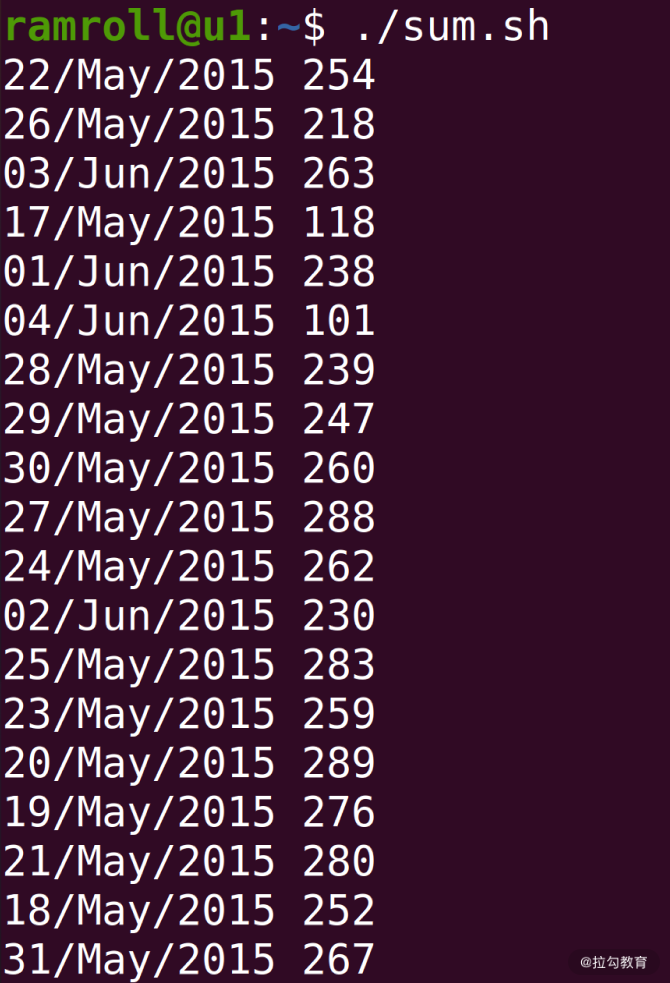 ramroll@u1:~$ ./sum.sh
22/May/2015 254
26/May/2015 218
03/Jun/2015 263
17/May/2015 118
01/Jun/2015 238
04/Jun/2015 101
28/May/2015 239
29/May/2015 247
30/May/2015 260
27/May/2015 288
24/May/2015 262
02/Jun/2015 230
25/May/2015 283
23/May/2015 259
20/May/2015 289
19/May/2015 276
21/May/2015 280
18/May/2015 252
31/May/2015 267
@拉勾教育